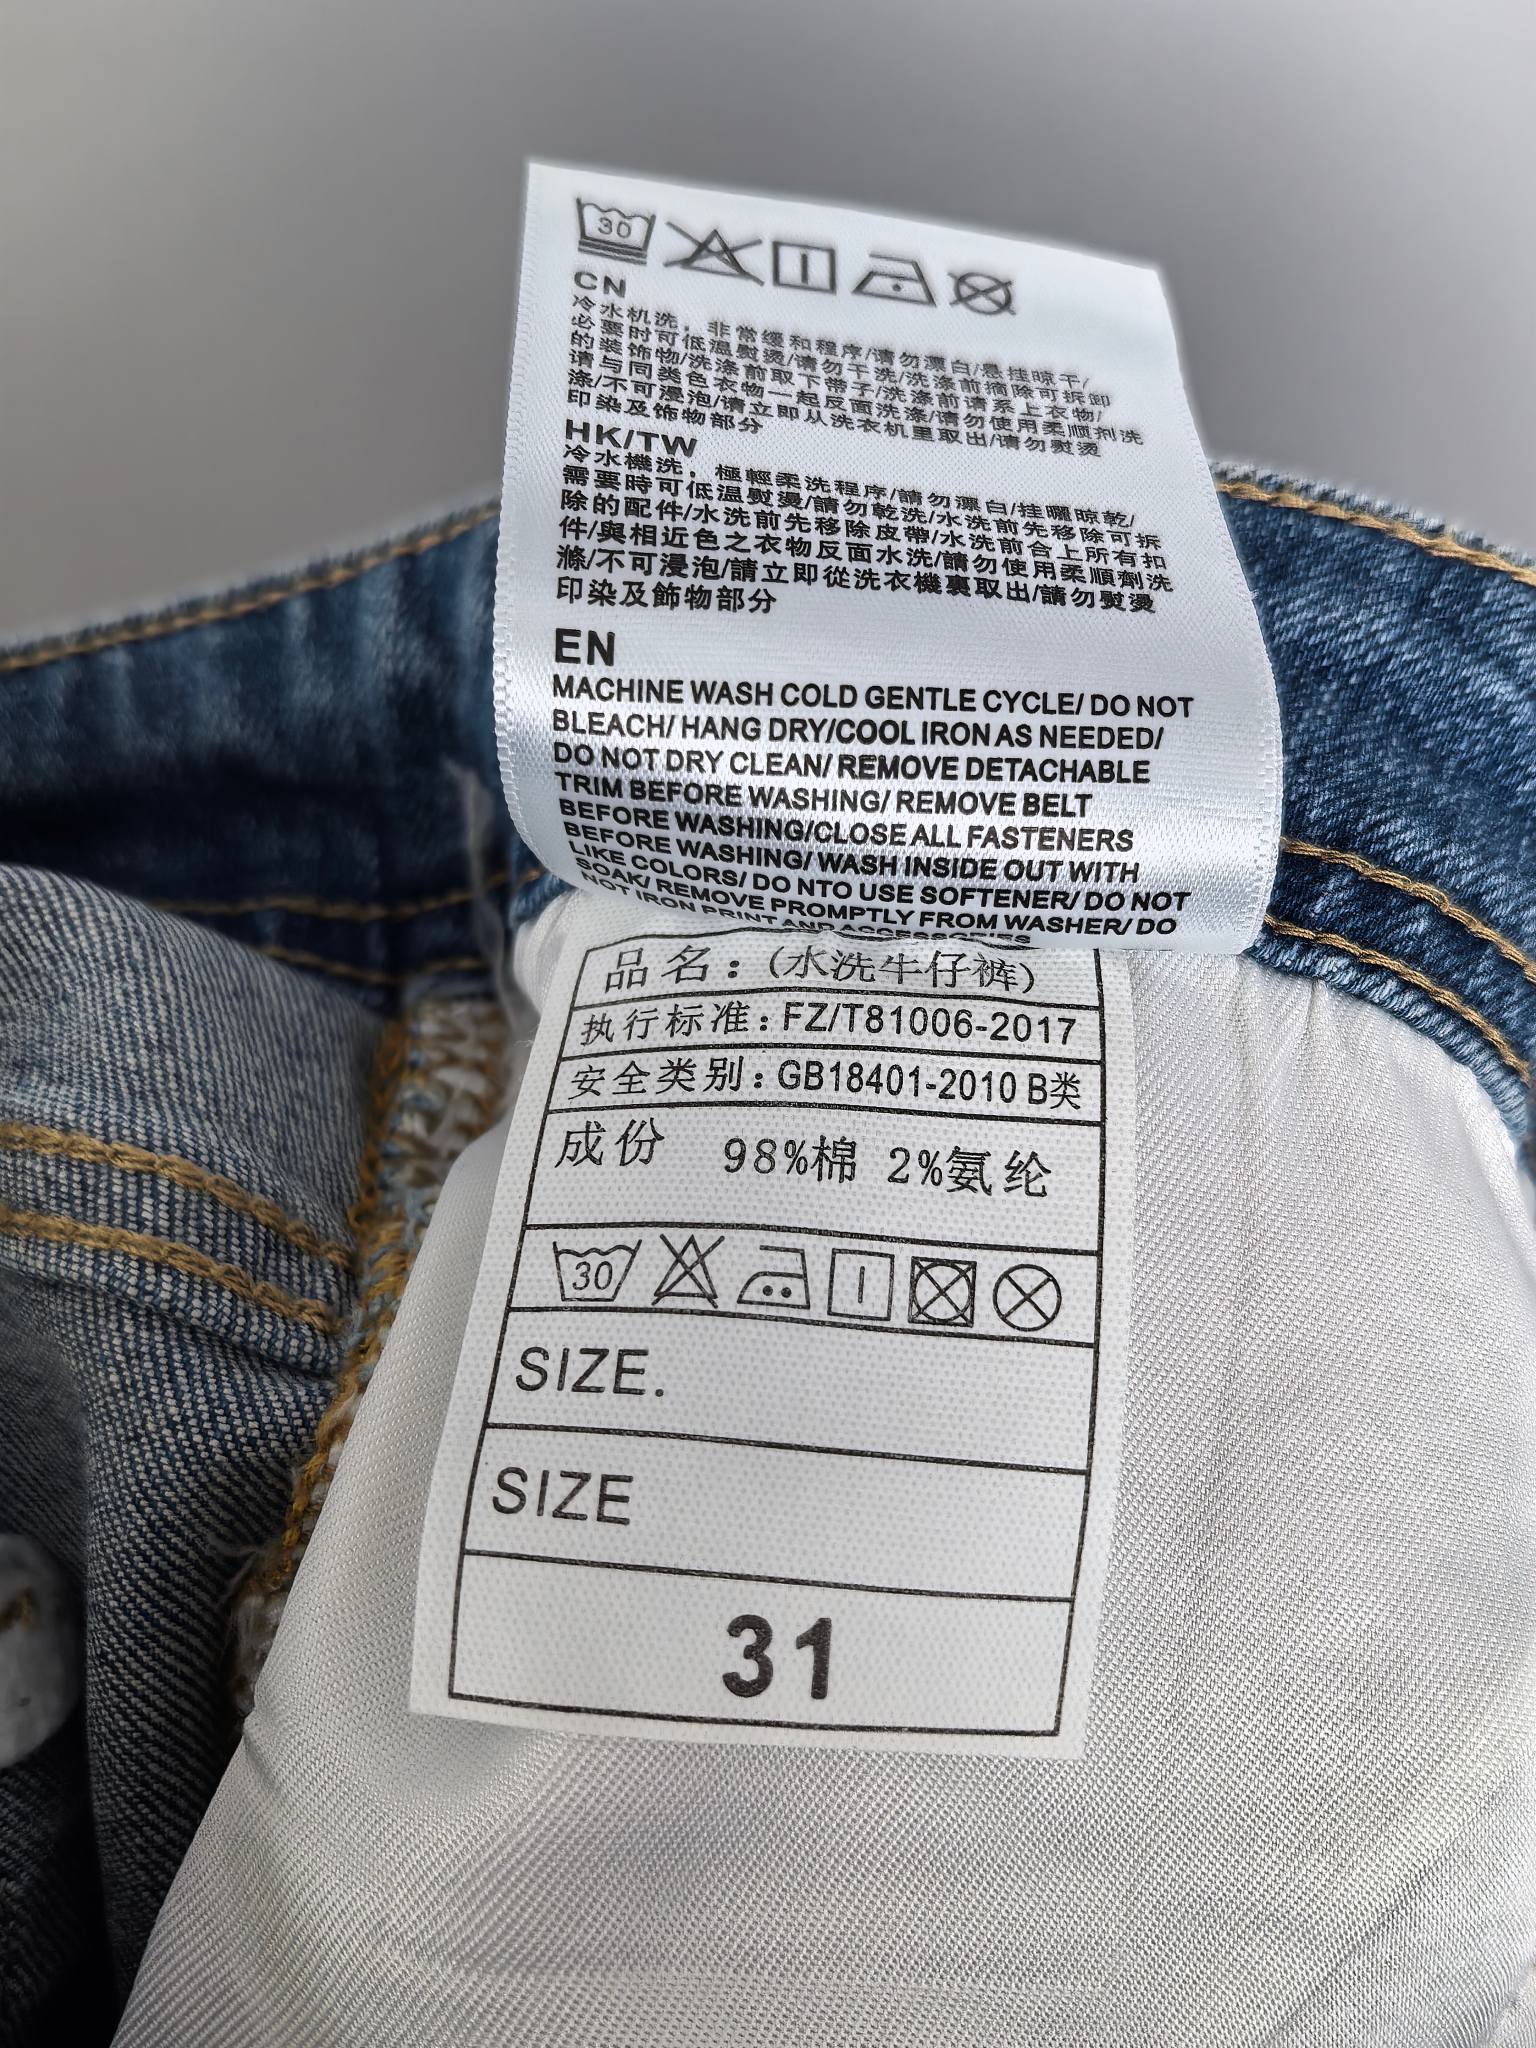 30
CN
冷水机洗，非常缓和程序/请勿漂白/悬挂晾干/
必要时可低温熨烫/请勿干洗/洗涤前摘除可拆卸
的装饰物/洗涤前取下带子/洗涤前请系上衣物/
请与同类色衣物一起反面洗涤/请勿使用柔顺剂洗
涤/不可浸泡/请立即从洗衣机里取出/请勿熨烫
印染及饰物部分
HK/TW
冷水機洗，極輕柔洗程序/請勿漂白/挂曬晾乾/
需要時可低温熨燙/請勿乾洗/水洗前先移除可拆
除的配件/水洗前先移除皮帶/水洗前合上所有扣
件/與相近色之衣物反面水洗/請勿使用柔順劑洗
滌/不可浸泡/請立即從洗衣機裏取出/請勿熨燙
印染及飾物部分
EN
MACHINE WASH COLD GENTLE CYCLE/ DO NOT
BLEACH/ HANG DRY/COOL IRON AS NEEDED/
DO NOT DRY CLEAN/ REMOVE DETACHABLE
TRIM BEFORE WASHING/ REMOVE BELT
BEFORE WASHING/CLOSE ALL FASTENERS
BEFORE WASHING/ WASH INSIDE OUT WITH
LIKE COLORS/ DO NTO USE SOFTENER/ DO NOT
SOAK/ REMOVE PROMPTLY FROM WASHER/ DO
NOT IRON PRINT AND ACCESSORIES
品名：(水洗牛仔裤)
执行标准：FZ/T81006-2017
安全类别：GB18401-2010 B类
成份 98%棉 2%氨纶
30
SIZE.
SIZE
31